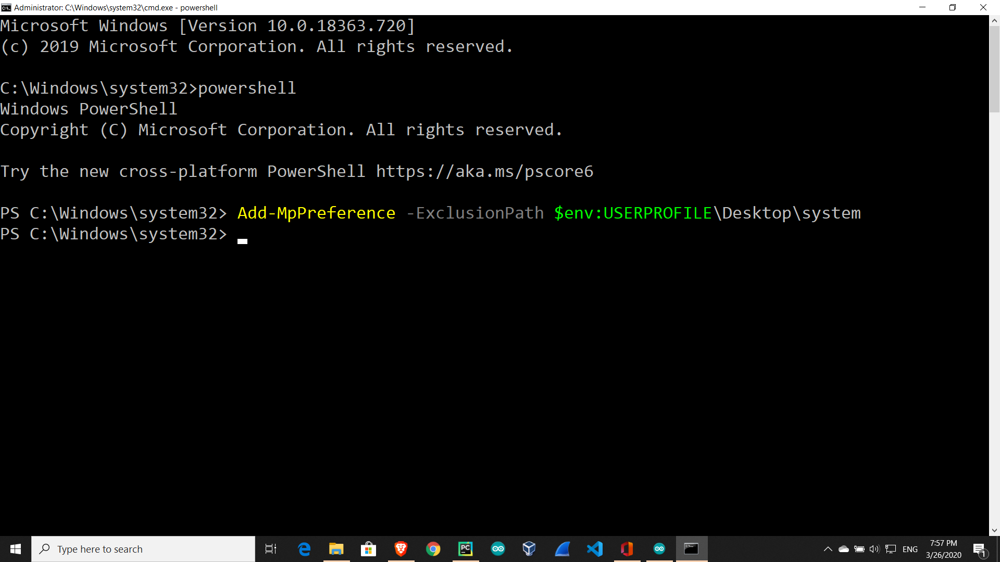 Administrator: C:\Windows\system32\cmd.exe - powershell
Microsoft Windows [Version 10.0.18363.720]
(c) 2019 Microsoft Corporation. All rights reserved.
C:\Windows\system32>powershell
Windows PowerShell
Copyright (C) Microsoft Corporation. All rights reserved.
Try the new cross-platform PowerShell https://aka.ms/pscore6
PS C:\Windows\system32> Add-MpPreference -ExclusionPath $env:USERPROFILE\Desktop\system
PS C:\Windows\system32>
Type here to search
PC
ENG
7:57 PM
3/26/2020
1